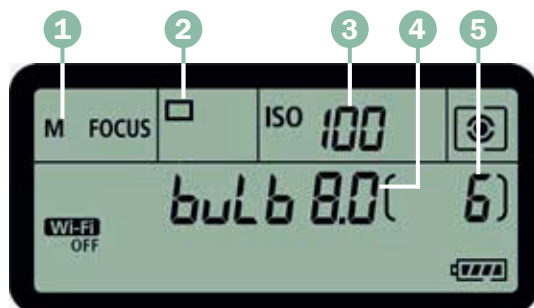 1 2 3 4 5
M FOCUS ISO 100
buLb 8.0( 6)
Wi-Fi
OFF